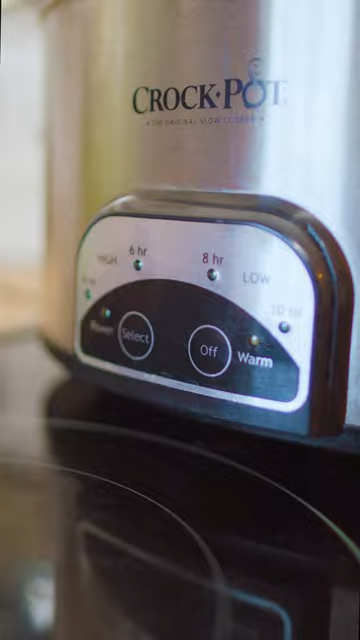 CROCK•POT
THE ORIGINAL SLOW COOKER
6 hr
8 hr
HIGH
LOW
10 hr
Power
Select
Off
Warm